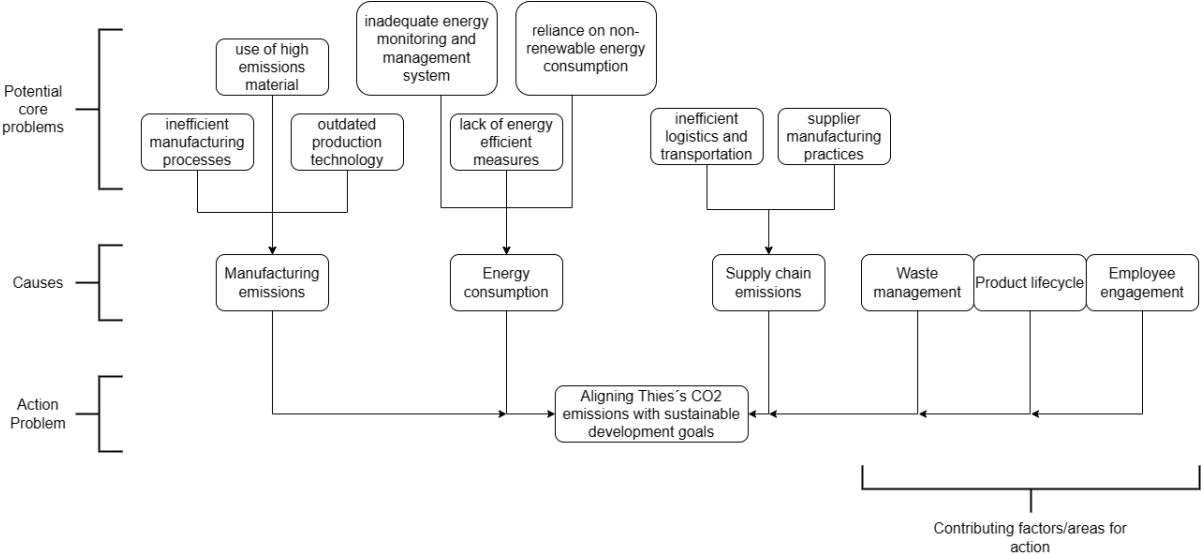 Potential
core
problems
use of high
emissions
material
inadequate energy
monitoring and
management
system
reliance on non-
renewable energy
consumption
inefficient
manufacturing
processes
outdated
production
technology
lack of energy
efficient
measures
inefficient
logistics and
transportation
supplier
manufacturing
practices
Causes
Manufacturing
emissions
Energy
consumption
Supply chain
emissions
Waste
management
Product lifecycle
Employee
engagement
Action
Problem
Aligning Thies´s CO2
emissions with sustainable
development goals
Contributing factors/areas for
action